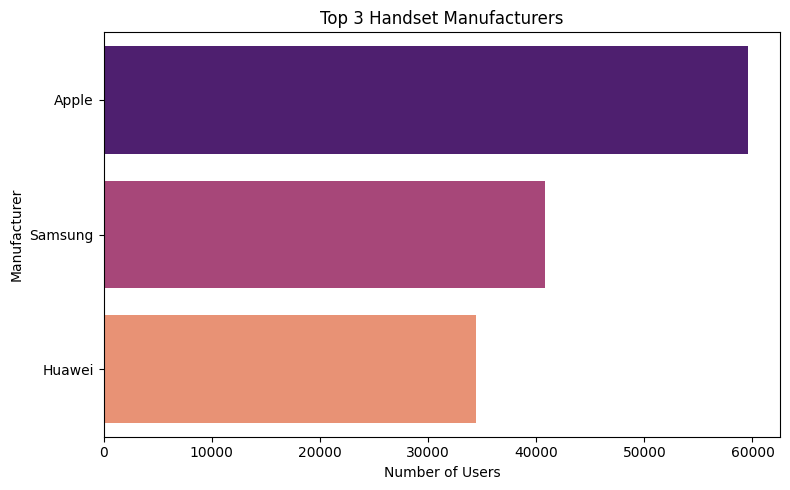 Top 3 Handset Manufacturers
Manufacturer
Apple
Samsung
Huawei
0 10000 20000 30000 40000 50000 60000
Number of Users